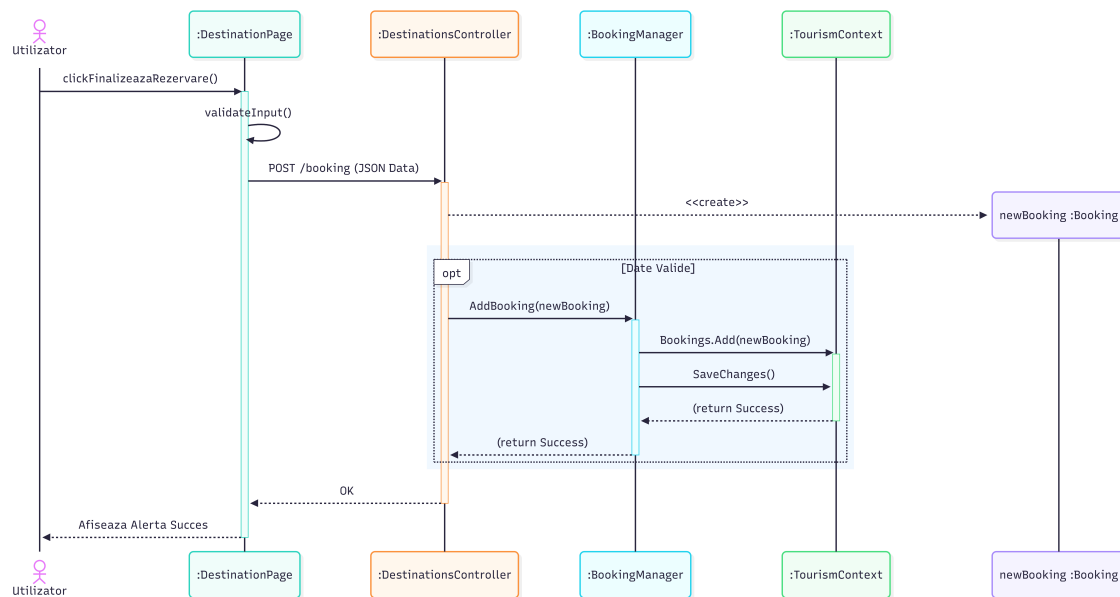 :DestinationPage
:DestinationsController
:BookingManager
:TourismContext
Utilizator
clickFinalizeazaRezervare()
validateInput()
POST /booking (JSON Data)
<<create>>
newBooking :Booking
opt
[Date Valide]
AddBooking(newBooking)
Bookings.Add(newBooking)
SaveChanges()
(return Success)
(return Success)
OK
Afiseaza Alerta Succes
:DestinationPage
:DestinationsController
:BookingManager
:TourismContext
newBooking :Booking
Utilizator